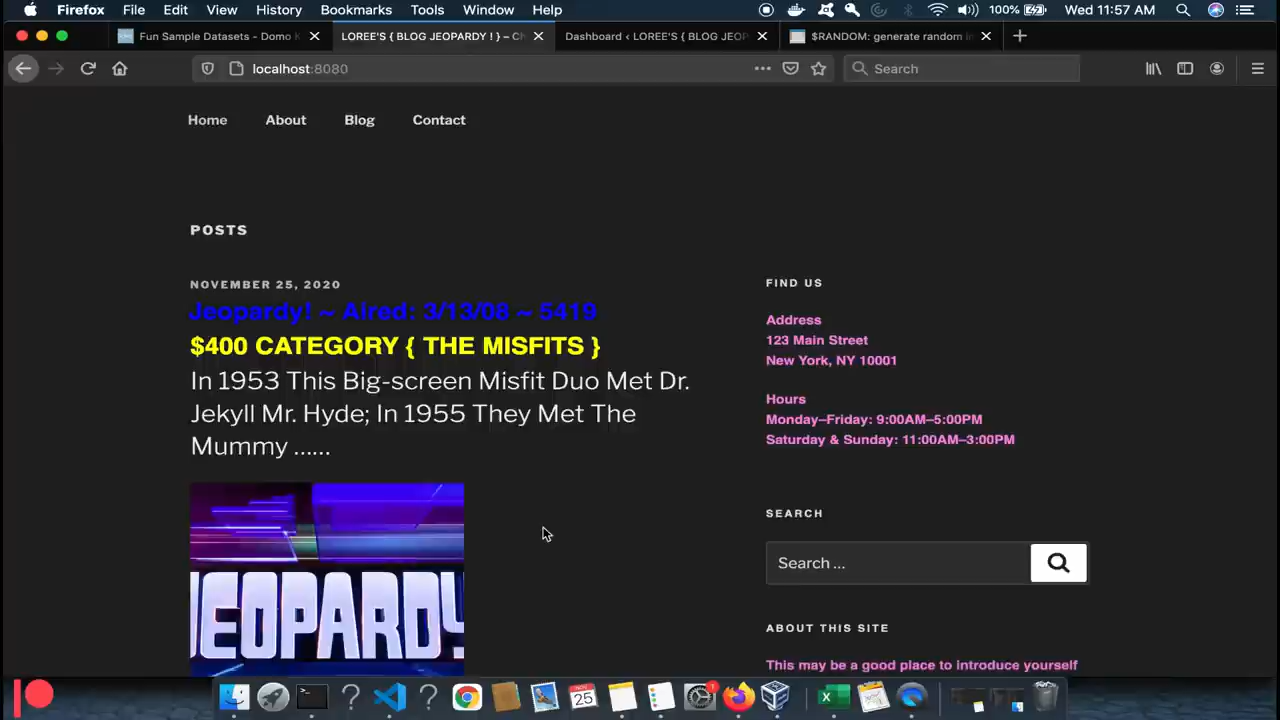 Firefox File Edit View History Bookmarks Tools Window Help 100% Wed 11:57 AM
Fun Sample Datasets - Domo K LOREE'S { BLOG JEOPARDY ! } – Ch Dashboard ‹ LOREE'S { BLOG JEOP $RANDOM: generate random in
localhost:8080 Search
Home About Blog Contact
POSTS
NOVEMBER 25, 2020
Jeopardy! ~ Aired: 3/13/08 ~ 5419
$400 CATEGORY { THE MISFITS }
In 1953 This Big-screen Misfit Duo Met Dr.
Jekyll Mr. Hyde; In 1955 They Met The
Mummy ......
JEOPARDY
FIND US
Address
123 Main Street
New York, NY 10001
Hours
Monday–Friday: 9:00AM–5:00PM
Saturday & Sunday: 11:00AM–3:00PM
SEARCH
Search ...
ABOUT THIS SITE
This may be a good place to introduce yourself
NOV
25
1